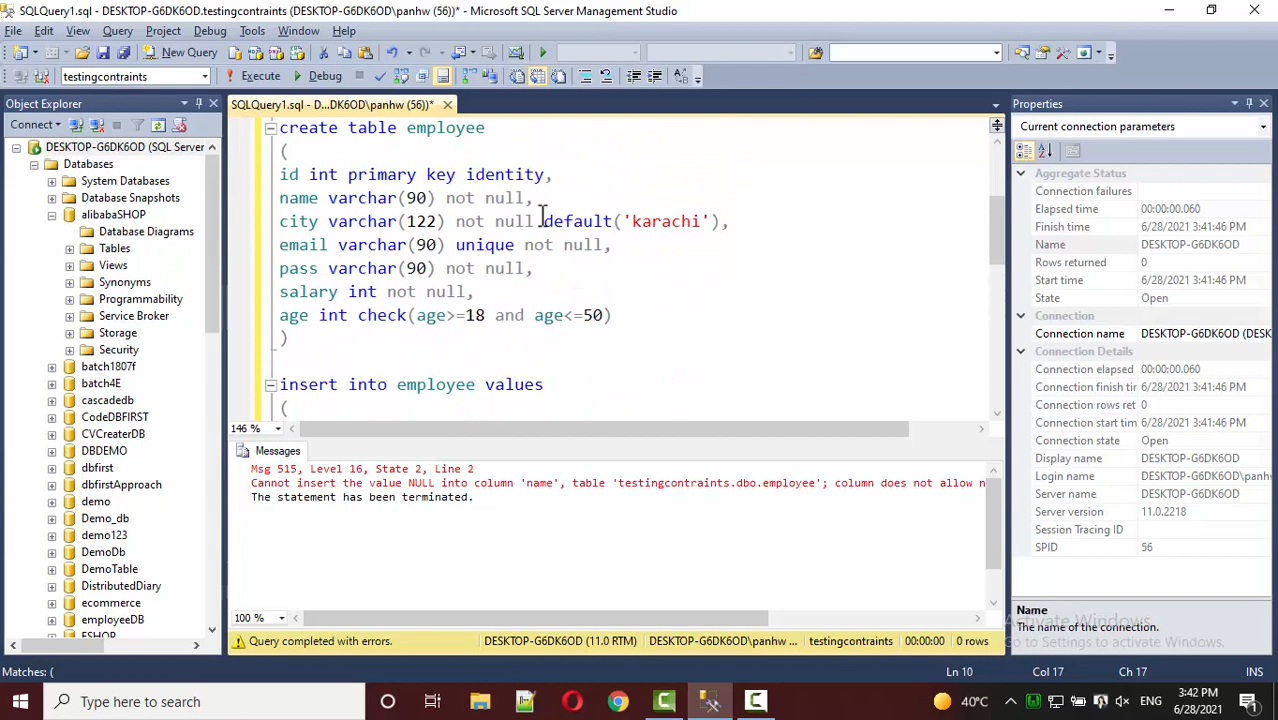 SQLQuery1.sql - DESKTOP-G6DK6OD.testingcontraints (DESKTOP-G6DK6OD\panhw (56))* - Microsoft SQL Server Management Studio
File Edit View Query Project Debug Tools Window Help
New Query
testingcontraints Execute Debug
Object Explorer
Connect
DESKTOP-G6DK6OD (SQL Server
Databases
System Databases
Database Snapshots
alibabaSHOP
Database Diagrams
Tables
Views
Synonyms
Programmability
Service Broker
Storage
Security
batch1807f
batch4E
cascadedb
CodeDBFIRST
CVCreaterDB
DBDEMO
dbfirst
dbfirstApproach
demo
Demo_db
demo123
DemoDb
DemoTable
DistributedDiary
ecommerce
employeeDB
ESHOP
SQLQuery1.sql - D...DK6OD\panhw (56))*
create table employee
(
id int primary key identity,
name varchar(90) not null,
city varchar(122) not null default('karachi'),
email varchar(90) unique not null,
pass varchar(90) not null,
salary int not null,
age int check(age>=18 and age<=50)
)
insert into employee values
(
146 %
Messages
Msg 515, Level 16, State 2, Line 2
Cannot insert the value NULL into column 'name', table 'testingcontraints.dbo.employee'; column does not allow n
The statement has been terminated.
100 %
Query completed with errors. DESKTOP-G6DK6OD (11.0 RTM) DESKTOP-G6DK6OD\panhw ... testingcontraints 00:00:00 0 rows
Properties
Current connection parameters
Aggregate Status
Connection failures
Elapsed time 00:00:00.060
Finish time 6/28/2021 3:41:46 PM
Name DESKTOP-G6DK6OD
Rows returned 0
Start time 6/28/2021 3:41:46 PM
State Open
Connection
Connection name DESKTOP-G6DK6OD (DESK
Connection Details
Connection elapsed 00:00:00.060
Connection finish tim 6/28/2021 3:41:46 PM
Connection rows ret 0
Connection start time 6/28/2021 3:41:46 PM
Connection state Open
Display name DESKTOP-G6DK6OD
Login name DESKTOP-G6DK6OD\panhw
Server name DESKTOP-G6DK6OD
Server version 11.0.2218
Session Tracing ID
SPID 56
Name
The name of the connection.
Activate Windows
Go to Settings to activate Windows.
Matches: ( Ln 10 Col 17 Ch 17 INS
Type here to search
40°C ENG 3:42 PM 6/28/2021